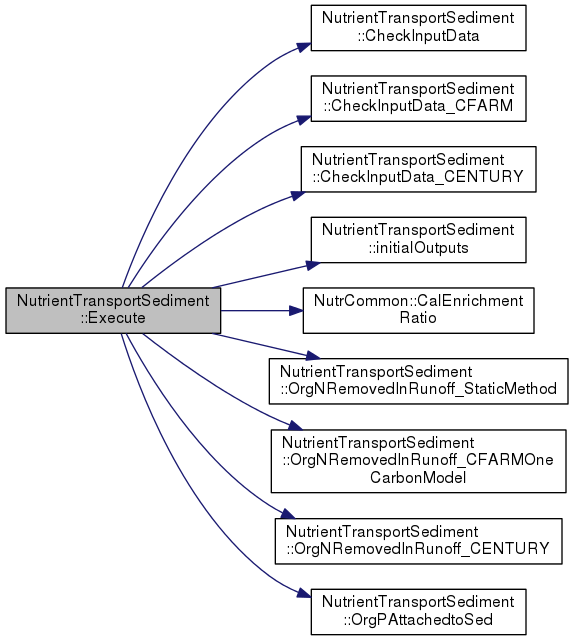 NutrientTransportSediment
::CheckInputData
NutrientTransportSediment
::CheckInputData_CFARM
NutrientTransportSediment
::CheckInputData_CENTURY
NutrientTransportSediment
::initialOutputs
NutrientTransportSediment
::Execute
NutrCommon::CalEnrichment
Ratio
NutrientTransportSediment
::OrgNRemovedInRunoff_StaticMethod
NutrientTransportSediment
::OrgNRemovedInRunoff_CFARMOne
CarbonModel
NutrientTransportSediment
::OrgNRemovedInRunoff_CENTURY
NutrientTransportSediment
::OrgPAttachedtoSed